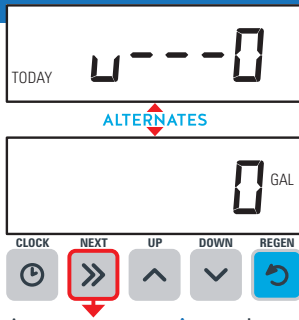 TODAY u---0
ALTERNATES
0 GAL
CLOCK NEXT UP DOWN REGEN